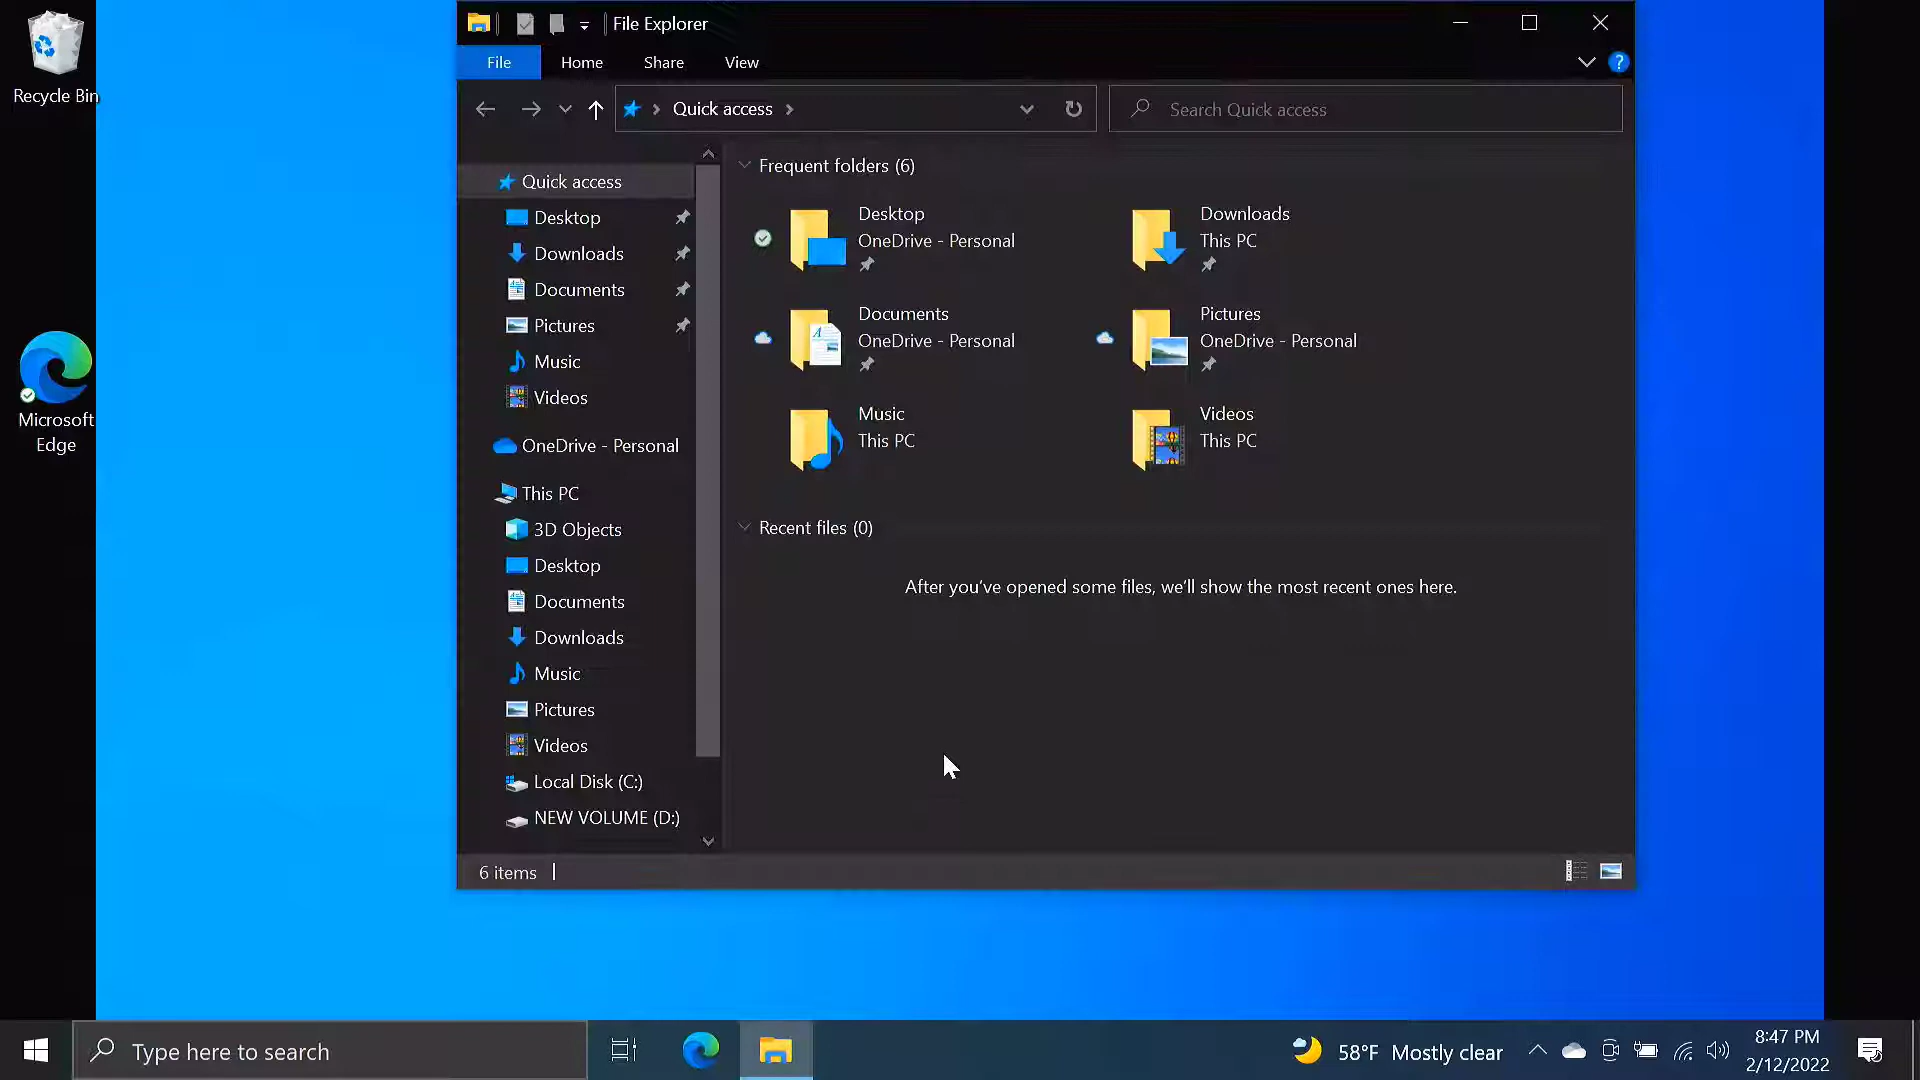 Recycle Bin
Microsoft
Edge
File Explorer
File
Home
Share
View
?
Quick access
Search Quick access
Quick access
Desktop
Downloads
Documents
Pictures
Music
Videos
OneDrive - Personal
This PC
3D Objects
Desktop
Documents
Downloads
Music
Pictures
Videos
Local Disk (C:)
NEW VOLUME (D:)
Frequent folders (6)
Desktop
OneDrive - Personal
Downloads
This PC
Documents
OneDrive - Personal
Pictures
OneDrive - Personal
Music
This PC
Videos
This PC
Recent files (0)
After you've opened some files, we'll show the most recent ones here.
6 items
Type here to search
58°F Mostly clear
8:47 PM
2/12/2022